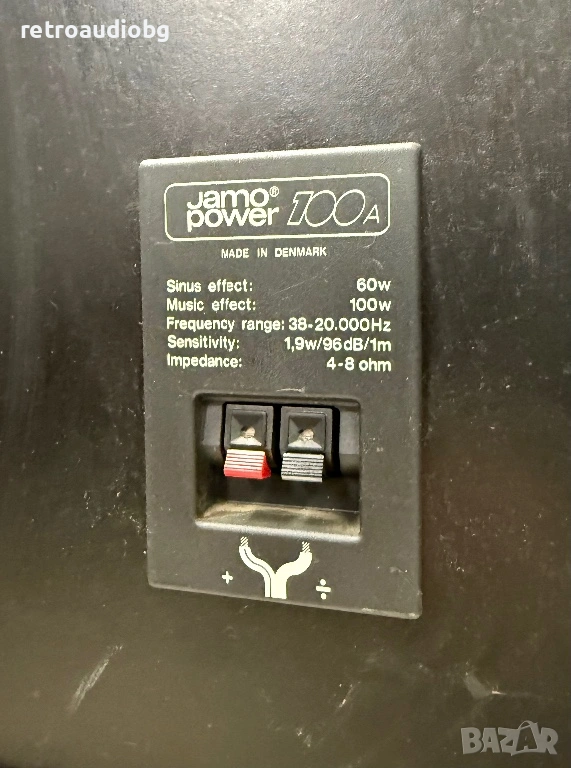 retroaudiobg
Jamo®
power 100A
MADE IN DENMARK
Sinus effect: 60w
Music effect: 100w
Frequency range: 38-20.000Hz
Sensitivity: 1,9w/96dB/1m
Impedance: 4-8 ohm
+ ÷
BAZAR